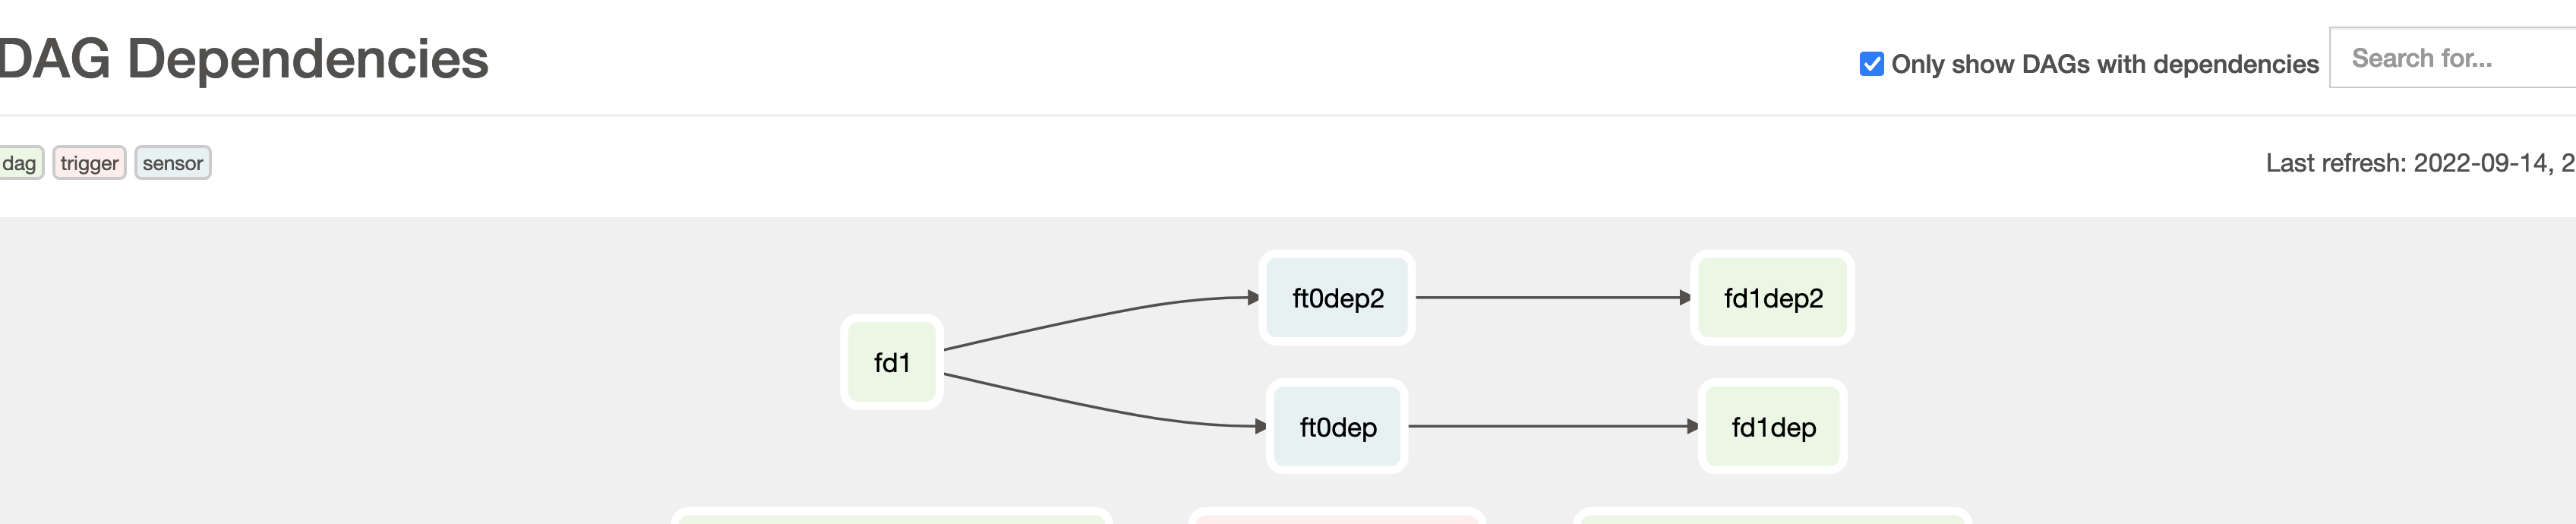 DAG Dependencies
Only show DAGs with dependencies
Search for...
dag trigger sensor
Last refresh: 2022-09-14, 2
ft0dep2
fd1dep2
fd1
ft0dep
fd1dep